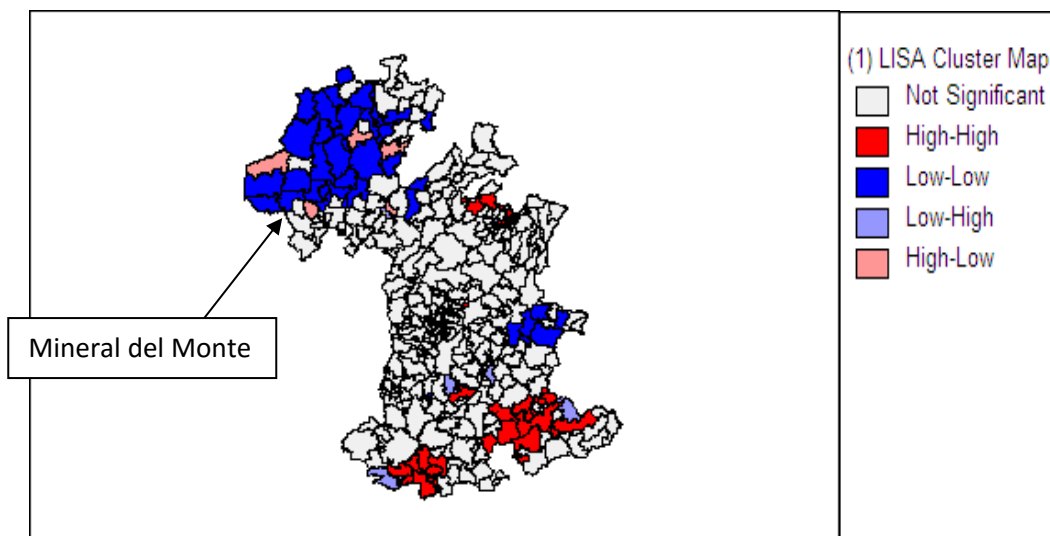 Mineral del Monte
(1) LISA Cluster Map
Not Significant
High-High
Low-Low
Low-High
High-Low